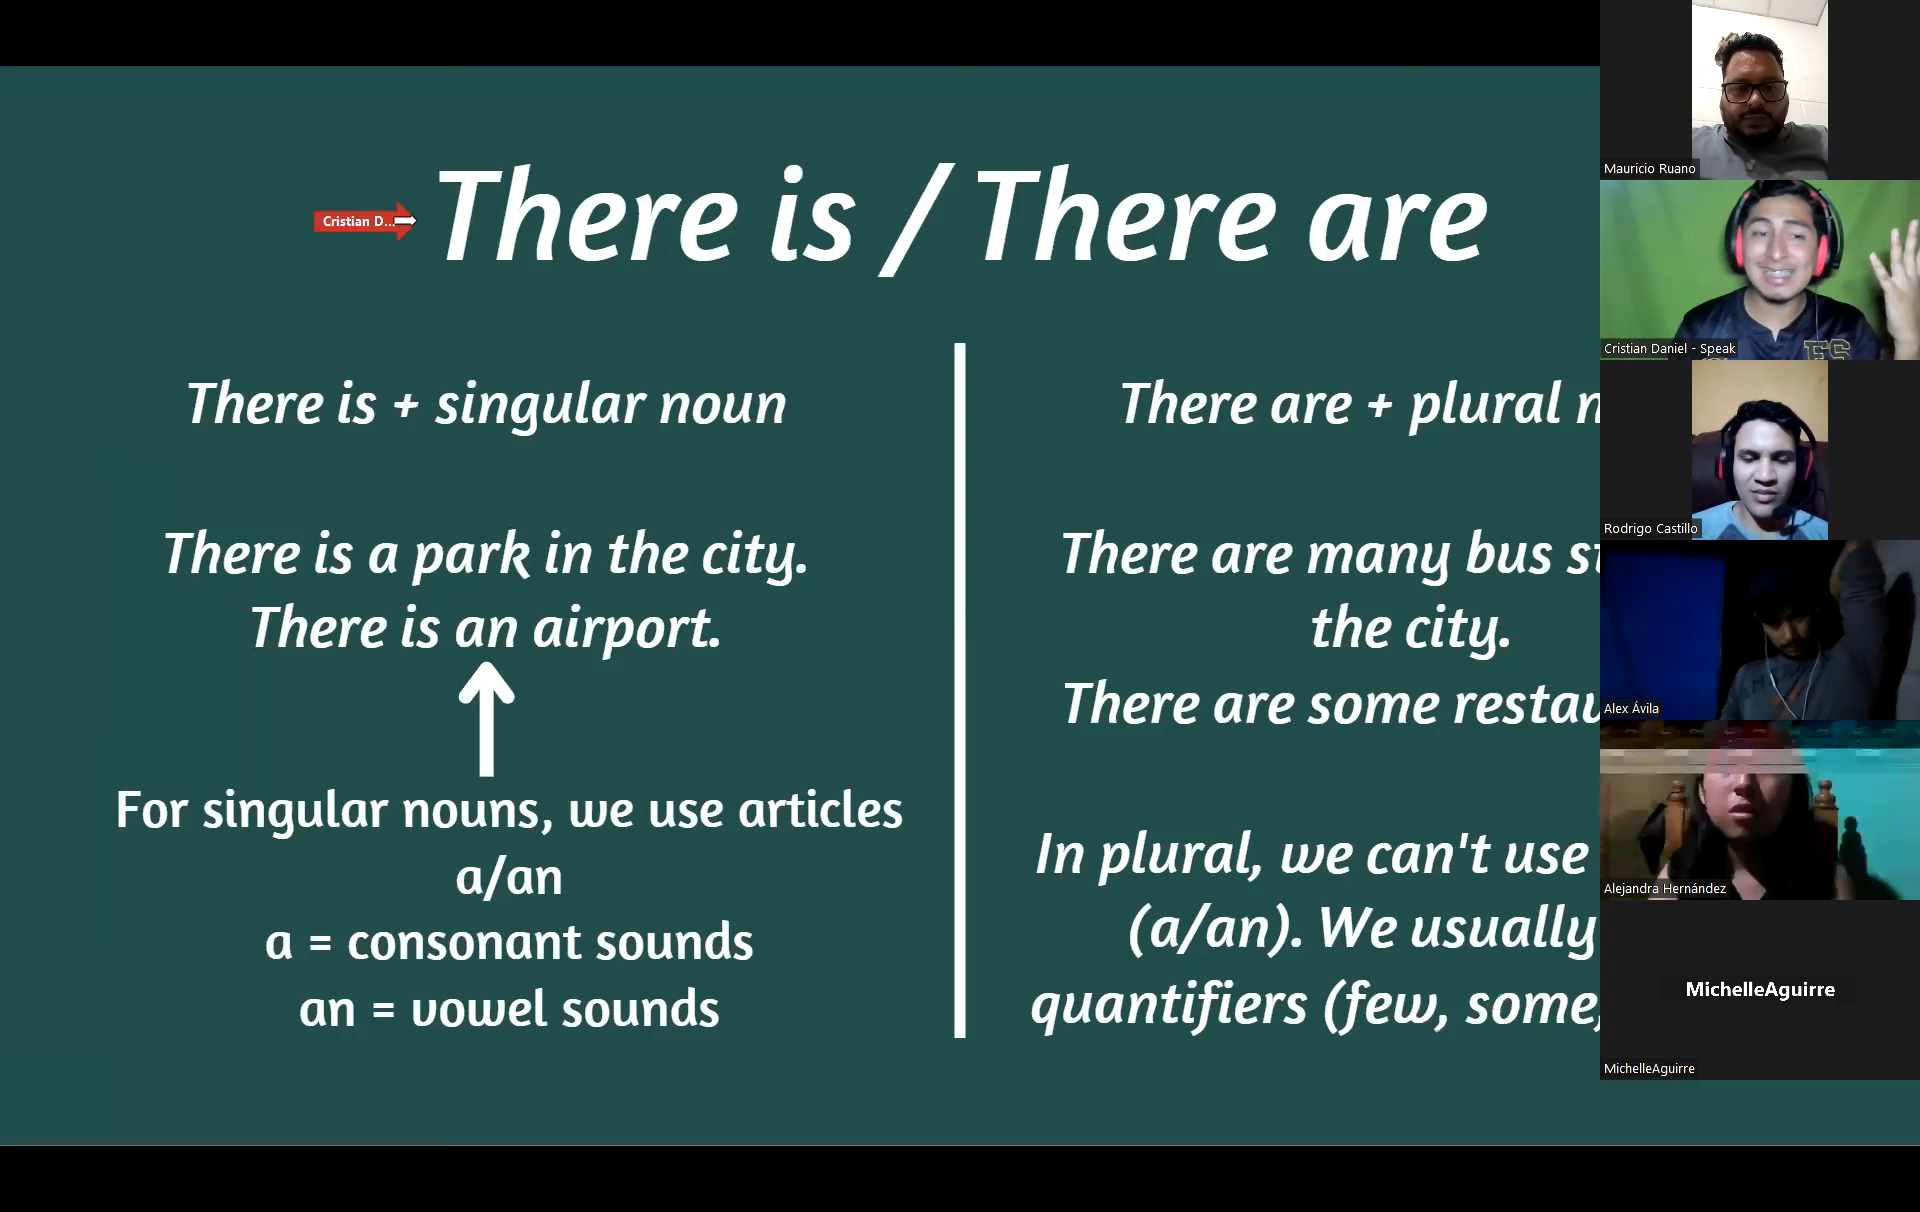 There is / There are
Cristian D...
There is + singular noun
There is a park in the city.
There is an airport.
For singular nouns, we use articles
a/an
a = consonant sounds
an = vowel sounds
There are + plural
There are many bus
the city.
There are some
In plural, we can't use
(a/an). We usually
quantifiers (few, some,
Mauricio Ruano
Cristian Daniel - Speak
Rodrigo Castillo
Alex Ávila
Alejandra Hernández
MichelleAguirre
MichelleAguirre